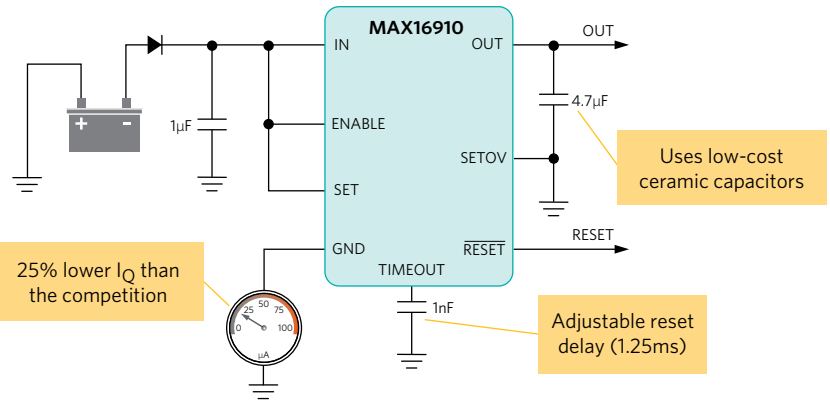 MAX16910
IN
OUT
OUT
+ -
1µF
4.7µF
ENABLE
Uses low-cost
ceramic capacitors
SETOV
SET
GND
RESET
RESET
TIMEOUT
25% lower IQ than
the competition
1nF
0 25 50 75 100
µA
Adjustable reset
delay (1.25ms)